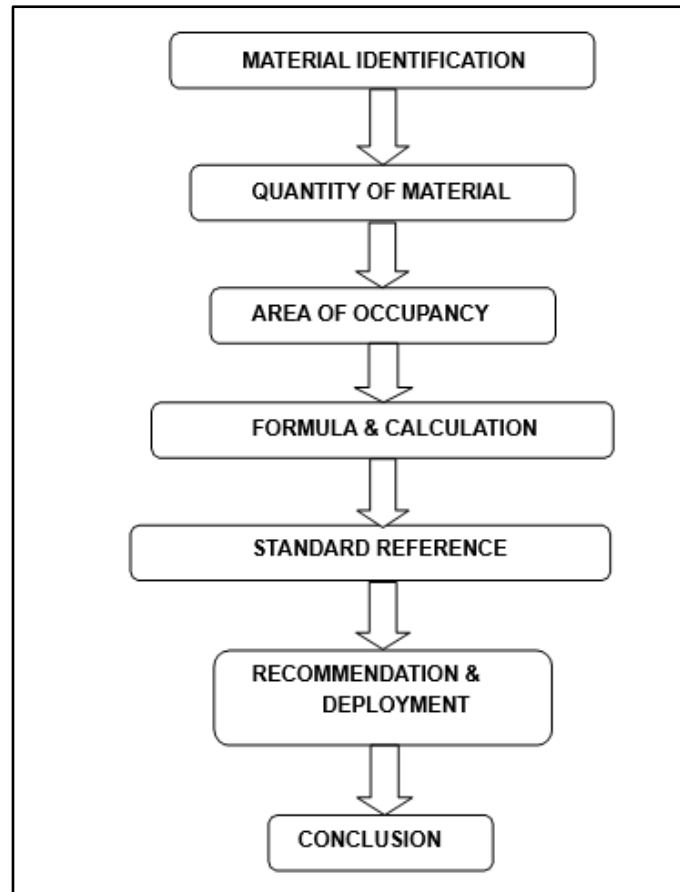 MATERIAL IDENTIFICATION
QUANTITY OF MATERIAL
AREA OF OCCUPANCY
FORMULA & CALCULATION
STANDARD REFERENCE
RECOMMENDATION &
DEPLOYMENT
CONCLUSION